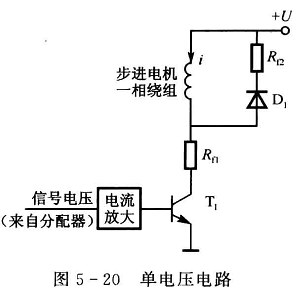 +U
步进电机
一相绕组
i
Rf2
D1
Rf1
信号电压
(来自分配器)
电流
放大
T1
图 5-20 单电压电路